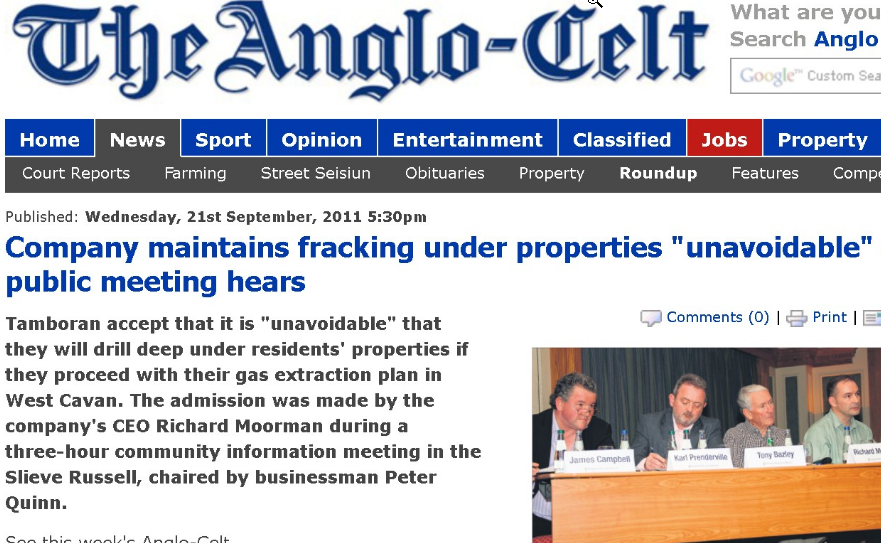 The Anglo-Celt
What are you
Search Anglo
Google™ Custom Sea
Home News Sport Opinion Entertainment Classified Jobs Property
Court Reports Farming Street Seisiun Obituaries Property Roundup Features Compe
Published: Wednesday, 21st September, 2011 5:30pm
Company maintains fracking under properties "unavoidable"
public meeting hears
Comments (0) | Print |
Tamboran accept that it is "unavoidable" that
they will drill deep under residents' properties if
they proceed with their gas extraction plan in
West Cavan. The admission was made by the
company's CEO Richard Moorman during a
three-hour community information meeting in the
Slieve Russell, chaired by businessman Peter
Quinn.
James Campbell
Karl Prenderville
Tony Bazley
Richard M
See this week's Anglo-Celt